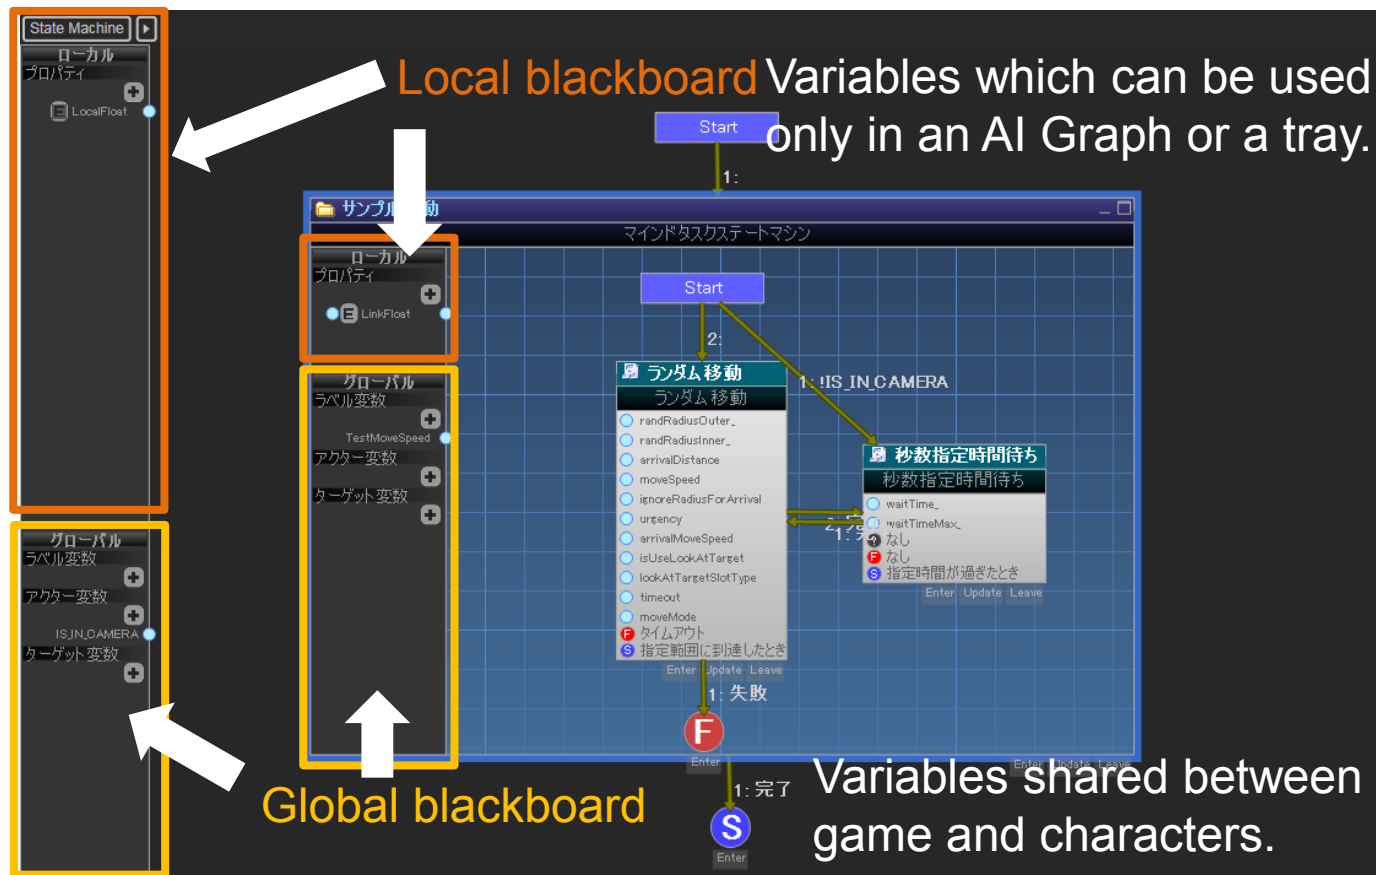 State Machine
ローカル
プロパティ
LocalFloat
グローバル
ラベル変数
アクター変数
IS_IN_CAMERA
ターゲット変数
Local blackboard
Variables which can be used
only in an AI Graph or a tray.
Start
1:
マインドタスクステートマシン
ローカル
プロパティ
E LinkFloat
グローバル
ラベル変数
TestMoveSpeed
アクター変数
ターゲット変数
Start
2:
1: !IS_IN_CAMERA
ランダム移動
ランダム移動
randRadiusOuter_
randRadiusInner_
arrivalDistance
moveSpeed
ignoreRadiusForArrival
urgency
arrivalMoveSpeed
isUseLookAtTarget
lookAtTargetSlotType
timeout
moveMode
F タイムアウト
S 指定範囲に到達したとき
Enter Update Leave
秒数指定時間待ち
秒数指定時間待ち
waitTime_
waitTimeMax_
? なし
F なし
S 指定時間が過ぎたとき
Enter Update Leave
1: 失敗
F
Enter
Enter Update Leave
1: 完了
S
Enter
Global blackboard
Variables shared between
game and characters.